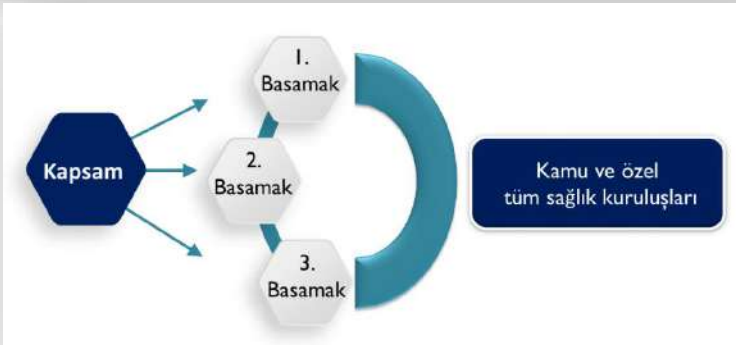 Kapsam
1.
Basamak
2.
Basamak
3.
Basamak
Kamu ve özel
tüm sağlık kuruluşları